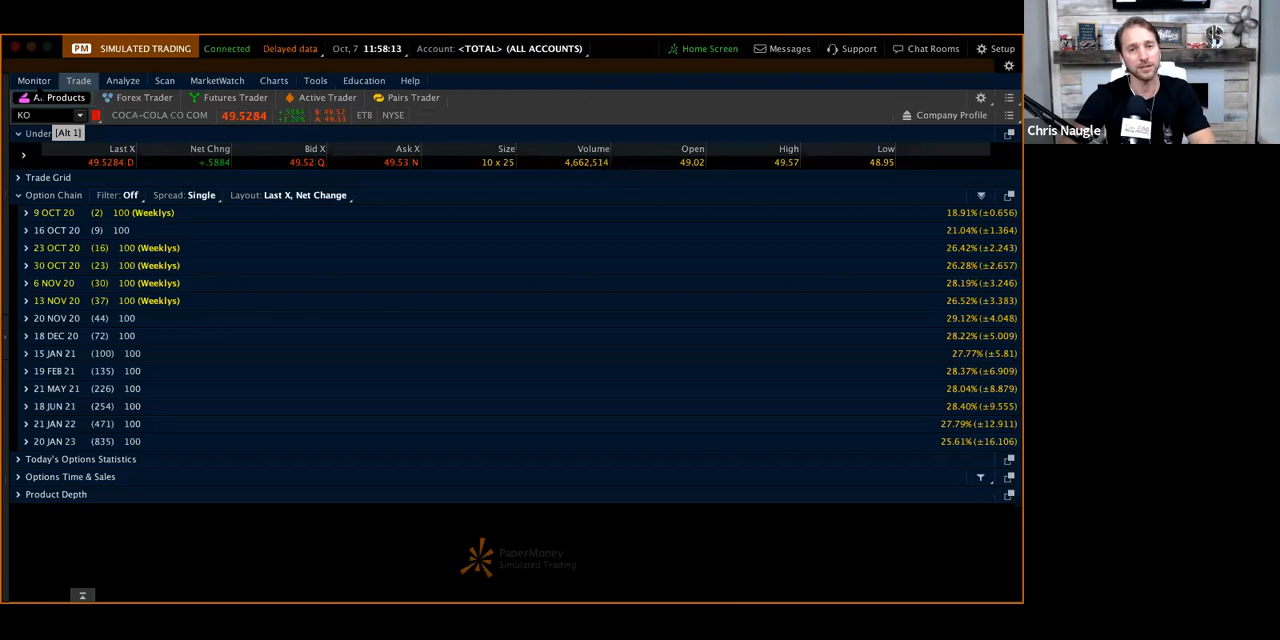 PM SIMULATED TRADING Connected Delayed data Oct, 7 11:58:13 Account: <TOTAL> (ALL ACCOUNTS) Home Screen Messages Support Chat Rooms Setup
Monitor Trade Analyze Scan MarketWatch Charts Tools Education Help
Products Forex Trader Futures Trader Active Trader Pairs Trader
KO COCA-COLA CO COM 49.5284 +.5884 +1.20% B: 49.52 A: 49.53 ETB NYSE Company Profile
Under [Alt 1]
Last X Net Chng Bid X Ask X Size Volume Open High Low
49.5284 D +.5884 49.52 Q 49.53 N 10 x 25 4,662,514 49.02 49.57 48.95
Trade Grid
Option Chain Filter: Off Spread: Single Layout: Last X, Net Change
9 OCT 20 (2) 100 (Weeklys) 18.91% (±0.656)
16 OCT 20 (9) 100 21.04% (±1.364)
23 OCT 20 (16) 100 (Weeklys) 26.42% (±2.243)
30 OCT 20 (23) 100 (Weeklys) 26.28% (±2.657)
6 NOV 20 (30) 100 (Weeklys) 28.19% (±3.246)
13 NOV 20 (37) 100 (Weeklys) 26.52% (±3.383)
20 NOV 20 (44) 100 29.12% (±4.048)
18 DEC 20 (72) 100 28.22% (±5.009)
15 JAN 21 (100) 100 27.77% (±5.81)
19 FEB 21 (135) 100 28.37% (±6.909)
21 MAY 21 (226) 100 28.04% (±8.879)
18 JUN 21 (254) 100 28.40% (±9.555)
21 JAN 22 (471) 100 27.79% (±12.911)
20 JAN 23 (835) 100 25.61% (±16.106)
Today's Options Statistics
Options Time & Sales
Product Depth
PaperMoney
Simulated Trading
Chris Naugle